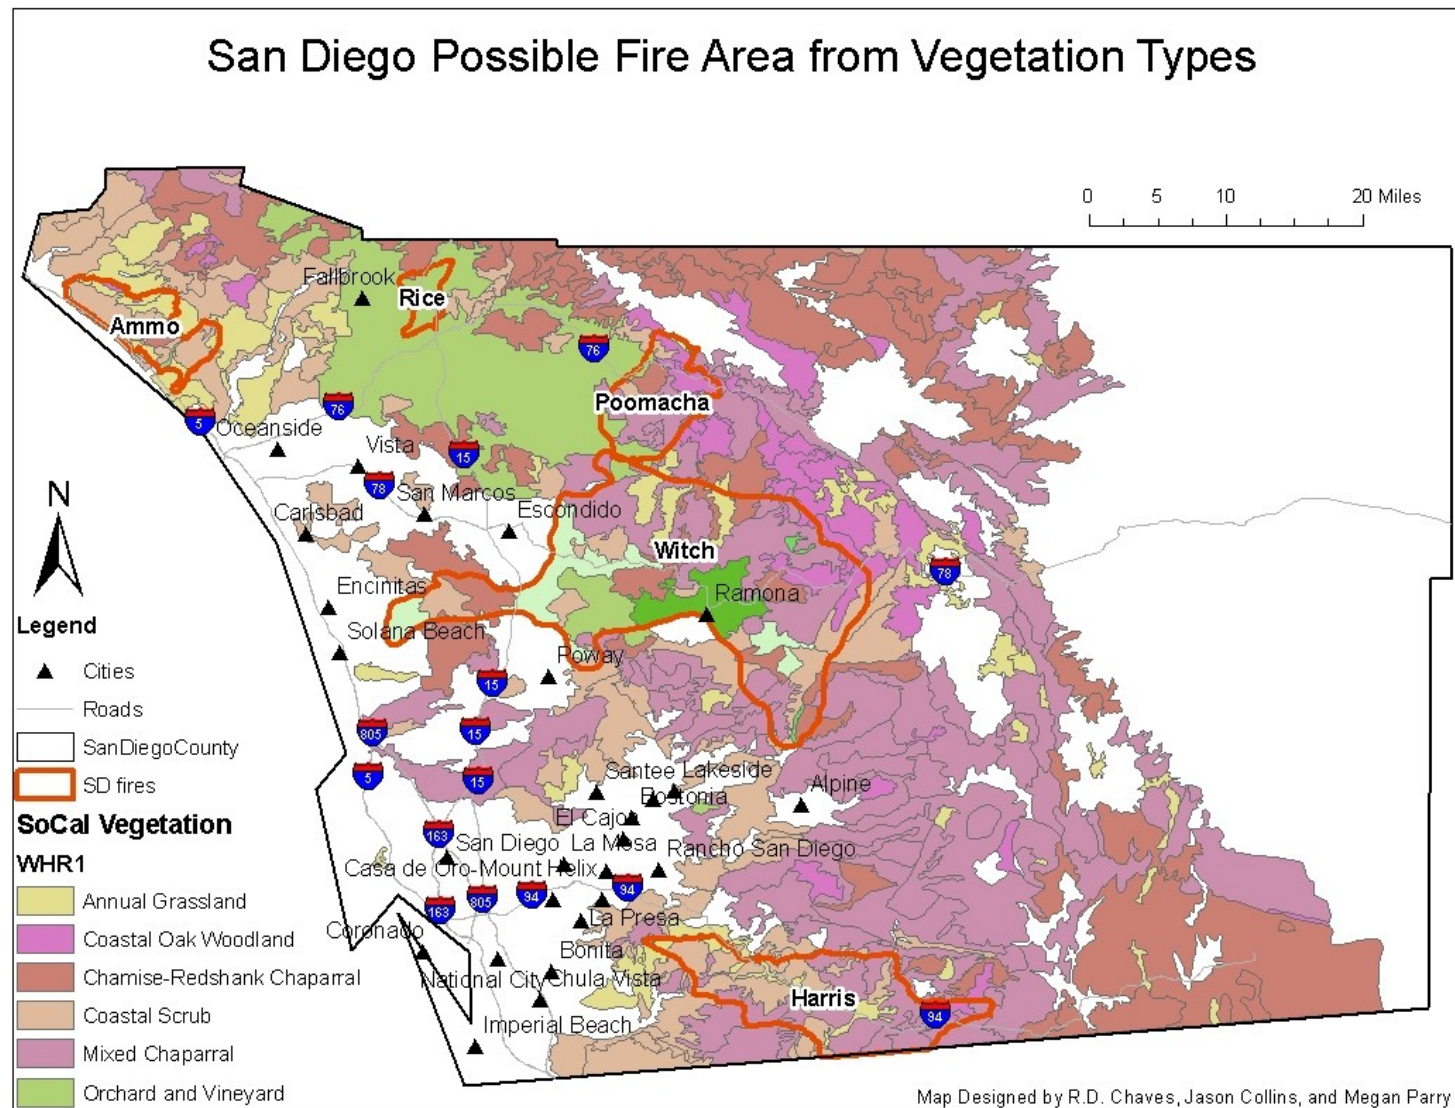 San Diego Possible Fire Area from Vegetation Types
0 5 10 20 Miles
Fallbrook
Rice
Ammo
76
Poomacha
76
5
Oceanside
Vista
15
78
San Marcos
Carlsbad
Escondido
N
Witch
78
Encinitas
Ramona
Solana Beach
Poway
15
805
15
5
15
Santee Lakeside
Bostonia
Alpine
El Cajon
163
San Diego La Mesa
Rancho San Diego
Casa de Oro-Mount Helix
163
805
94
94
La Presa
Coronado
Bonita
National City
Chula Vista
Harris
94
Imperial Beach
Legend
Cities
Roads
SanDiegoCounty
SD fires
SoCal Vegetation
WHR1
Annual Grassland
Coastal Oak Woodland
Chamise-Redshank Chaparral
Coastal Scrub
Mixed Chaparral
Orchard and Vineyard
Map Designed by R.D. Chaves, Jason Collins, and Megan Parry